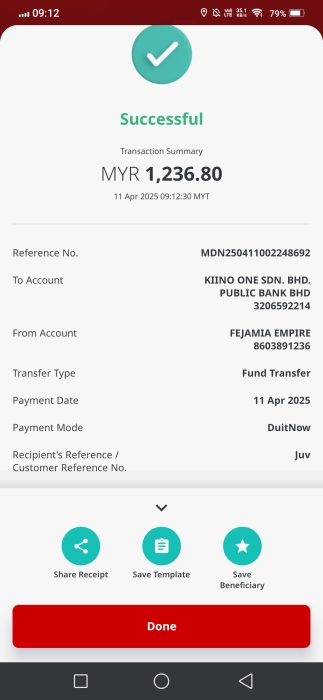 09:12
Vo) LTE
35.1 KB/s
79%
Successful
Transaction Summary
MYR 1,236.80
11 Apr 2025 09:12:30 MYT
Reference No. MDN250411002248692
To Account KIINO ONE SDN. BHD.
PUBLIC BANK BHD
3206592214
From Account FEJAMIA EMPIRE
8603891236
Transfer Type Fund Transfer
Payment Date 11 Apr 2025
Payment Mode DuitNow
Recipient's Reference / Juv
Customer Reference No.
Share Receipt Save Template Save
Beneficiary
Done